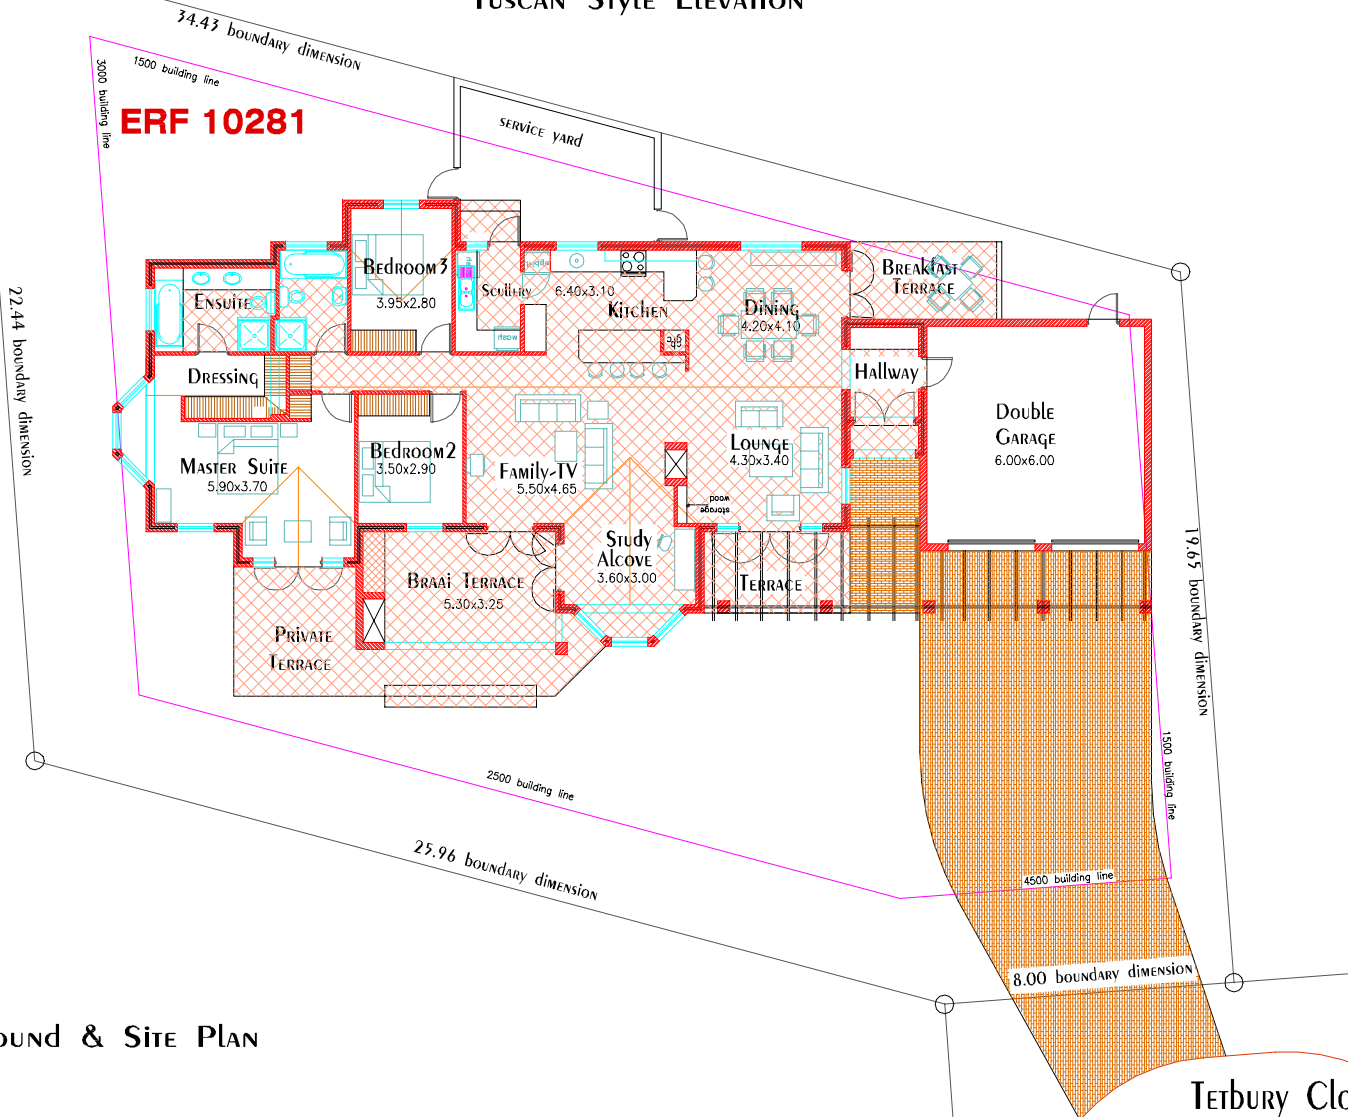 Tuscan Style Elevation
34.43 boundary dimension
1500 building line
3000 building line
ERF 10281
service yard
22.44 boundary dimension
Bedroom 3
3.95x2.80
Ensuite
Scullery
6.40x3.10
Kitchen
Dining
4.20x4.10
Breakfast
Terrace
Dressing
Hallway
Double
Garage
6.00x6.00
Master Suite
5.90x3.70
Bedroom 2
3.50x2.90
Family-TV
5.50x4.65
Lounge
4.30x3.40
wood
storage
Study
Alcove
3.60x3.00
Braai Terrace
5.30x3.25
Terrace
Private
Terrace
19.65 boundary dimension
1500 building line
2500 building line
25.96 boundary dimension
4500 building line
8.00 boundary dimension
ound & Site Plan
Tetbury Clo